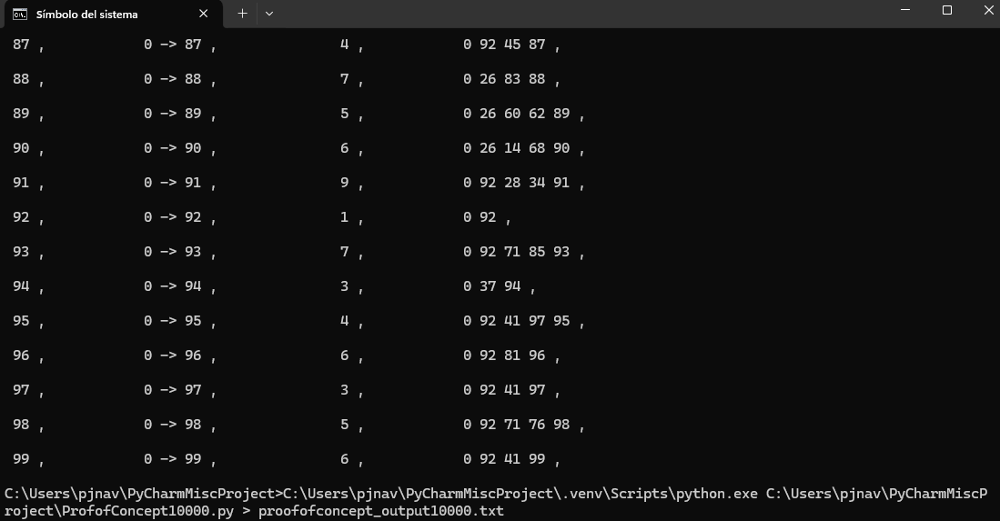 Símbolo del sistema
87 , 0 -> 87 , 4 , 0 92 45 87 ,
88 , 0 -> 88 , 7 , 0 26 83 88 ,
89 , 0 -> 89 , 5 , 0 26 60 62 89 ,
90 , 0 -> 90 , 6 , 0 26 14 68 90 ,
91 , 0 -> 91 , 9 , 0 92 28 34 91 ,
92 , 0 -> 92 , 1 , 0 92 ,
93 , 0 -> 93 , 7 , 0 92 71 85 93 ,
94 , 0 -> 94 , 3 , 0 37 94 ,
95 , 0 -> 95 , 4 , 0 92 41 97 95 ,
96 , 0 -> 96 , 6 , 0 92 81 96 ,
97 , 0 -> 97 , 3 , 0 92 41 97 ,
98 , 0 -> 98 , 5 , 0 92 71 76 98 ,
99 , 0 -> 99 , 6 , 0 92 41 99 ,
C:\Users\pjnav\PyCharmMiscProject>C:\Users\pjnav\PyCharmMiscProject\.venv\Scripts\python.exe C:\Users\pjnav\PyCharmMiscP
roject\ProfofConcept10000.py > proofofconcept_output10000.txt